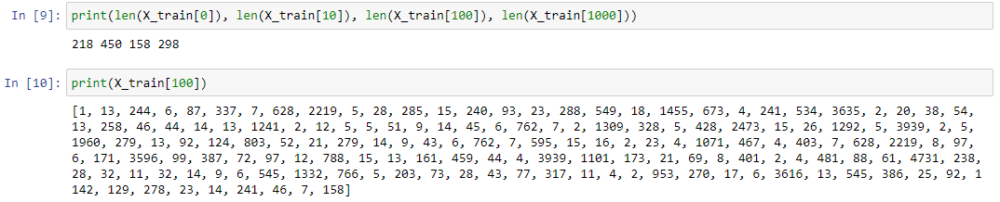 In [9]: print(len(X_train[0]), len(X_train[10]), len(X_train[100]), len(X_train[1000]))
218 450 158 298
In [10]: print(X_train[100])
[1, 13, 244, 6, 87, 337, 7, 628, 2219, 5, 28, 285, 15, 240, 93, 23, 288, 549, 18, 1455, 673, 4, 241, 534, 3635, 2, 20, 38, 54,
13, 258, 46, 44, 14, 13, 1241, 2, 12, 5, 5, 51, 9, 14, 45, 6, 762, 7, 2, 1309, 328, 5, 428, 2473, 15, 26, 1292, 5, 3939, 2, 5,
1960, 279, 13, 92, 124, 803, 52, 21, 279, 14, 9, 43, 6, 762, 7, 595, 15, 16, 2, 23, 4, 1071, 467, 4, 403, 7, 628, 2219, 8, 97,
6, 171, 3596, 99, 387, 72, 97, 12, 788, 15, 13, 161, 459, 44, 4, 3939, 1101, 173, 21, 69, 8, 401, 2, 4, 481, 88, 61, 4731, 238,
28, 32, 11, 32, 14, 9, 6, 545, 1332, 766, 5, 203, 73, 28, 43, 77, 317, 11, 4, 2, 953, 270, 17, 6, 3616, 13, 545, 386, 25, 92, 1
142, 129, 278, 23, 14, 241, 46, 7, 158]